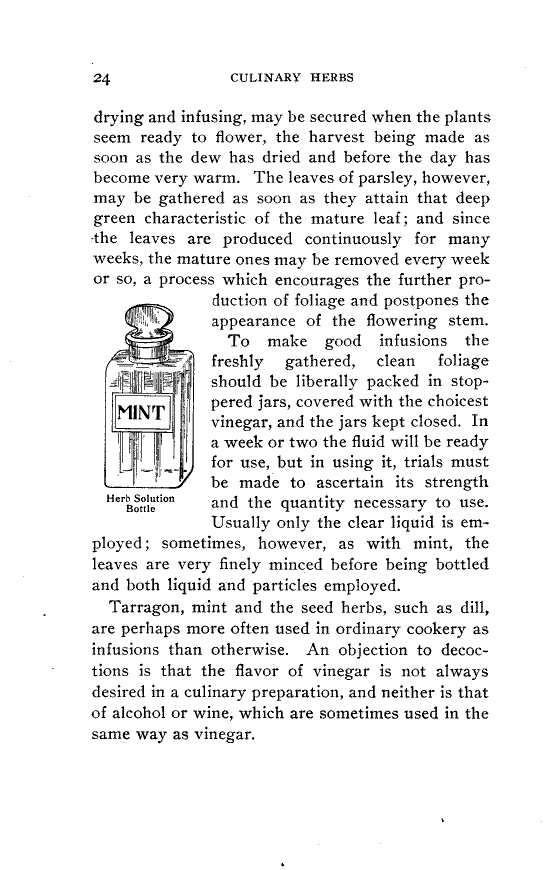 24 CULINARY HERBS
drying and infusing, may be secured when the plants
seem ready to flower, the harvest being made as
soon as the dew has dried and before the day has
become very warm. The leaves of parsley, however,
may be gathered as soon as they attain that deep
green characteristic of the mature leaf; and since
the leaves are produced continuously for many
weeks, the mature ones may be removed every week
or so, a process which encourages the further pro-
duction of foliage and postpones the
appearance of the flowering stem.
To make good infusions the
freshly gathered, clean foliage
should be liberally packed in stop-
pered jars, covered with the choicest
vinegar, and the jars kept closed. In
a week or two the fluid will be ready
for use, but in using it, trials must
be made to ascertain its strength
and the quantity necessary to use.
Usually only the clear liquid is em-
MINT
Herb Solution
Bottle
ployed; sometimes, however, as with mint, the
leaves are very finely minced before being bottled
and both liquid and particles employed.
Tarragon, mint and the seed herbs, such as dill,
are perhaps more often used in ordinary cookery as
infusions than otherwise. An objection to decoc-
tions is that the flavor of vinegar is not always
desired in a culinary preparation, and neither is that
of alcohol or wine, which are sometimes used in the
same way as vinegar.